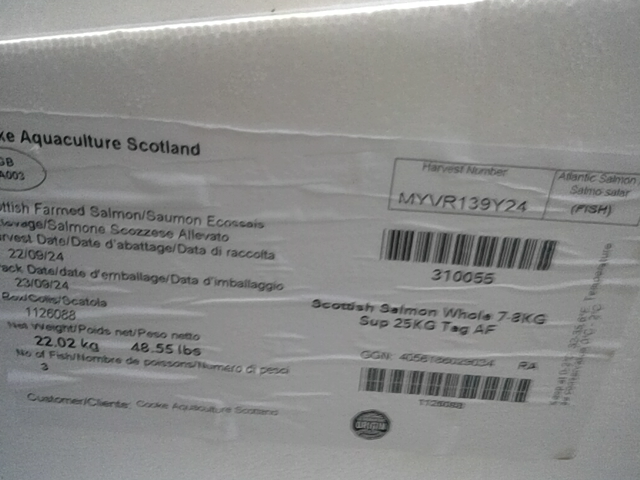 ke Aquaculture Scotland
GB
A003
Harvest Number
MYVR139Y24
Atlantic Salmon
Salmo salar
(FISH)
ttish Farmed Salmon/Saumon Ecossais
levage/Salmone Scozzese Allevato
rvest Date/Date d'abattage/Data di raccolta
22/09/24
ack Date/date d'emballage/Data d'imballaggio
23/09/24
Box/Colis/Scatola
1126088
Net Weight/Poids net/Peso netto
22.02 kg 48.55 lbs
No of Fish/Nombre de poissons/Numero di pesci
3
Customer/Cliente: Cooke Aquaculture Scotland
310055
Scottish Salmon Whole 7-8KG
Sup 25KG Tag AF
GGN: RA
1126088
ORIGIN